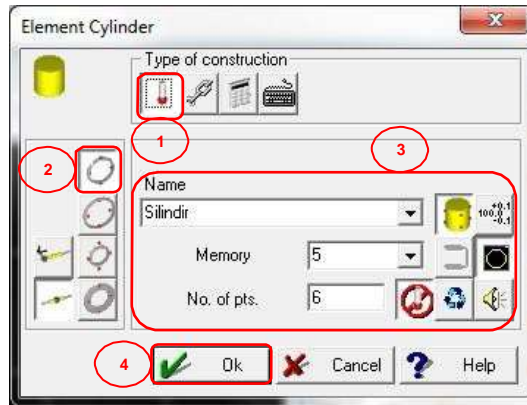 Element Cylinder
Type of construction
1
2
3
Name
Silindir
+0.1
100.0
-0.1
Memory
5
No. of pts.
6
4
Ok
Cancel
? Help